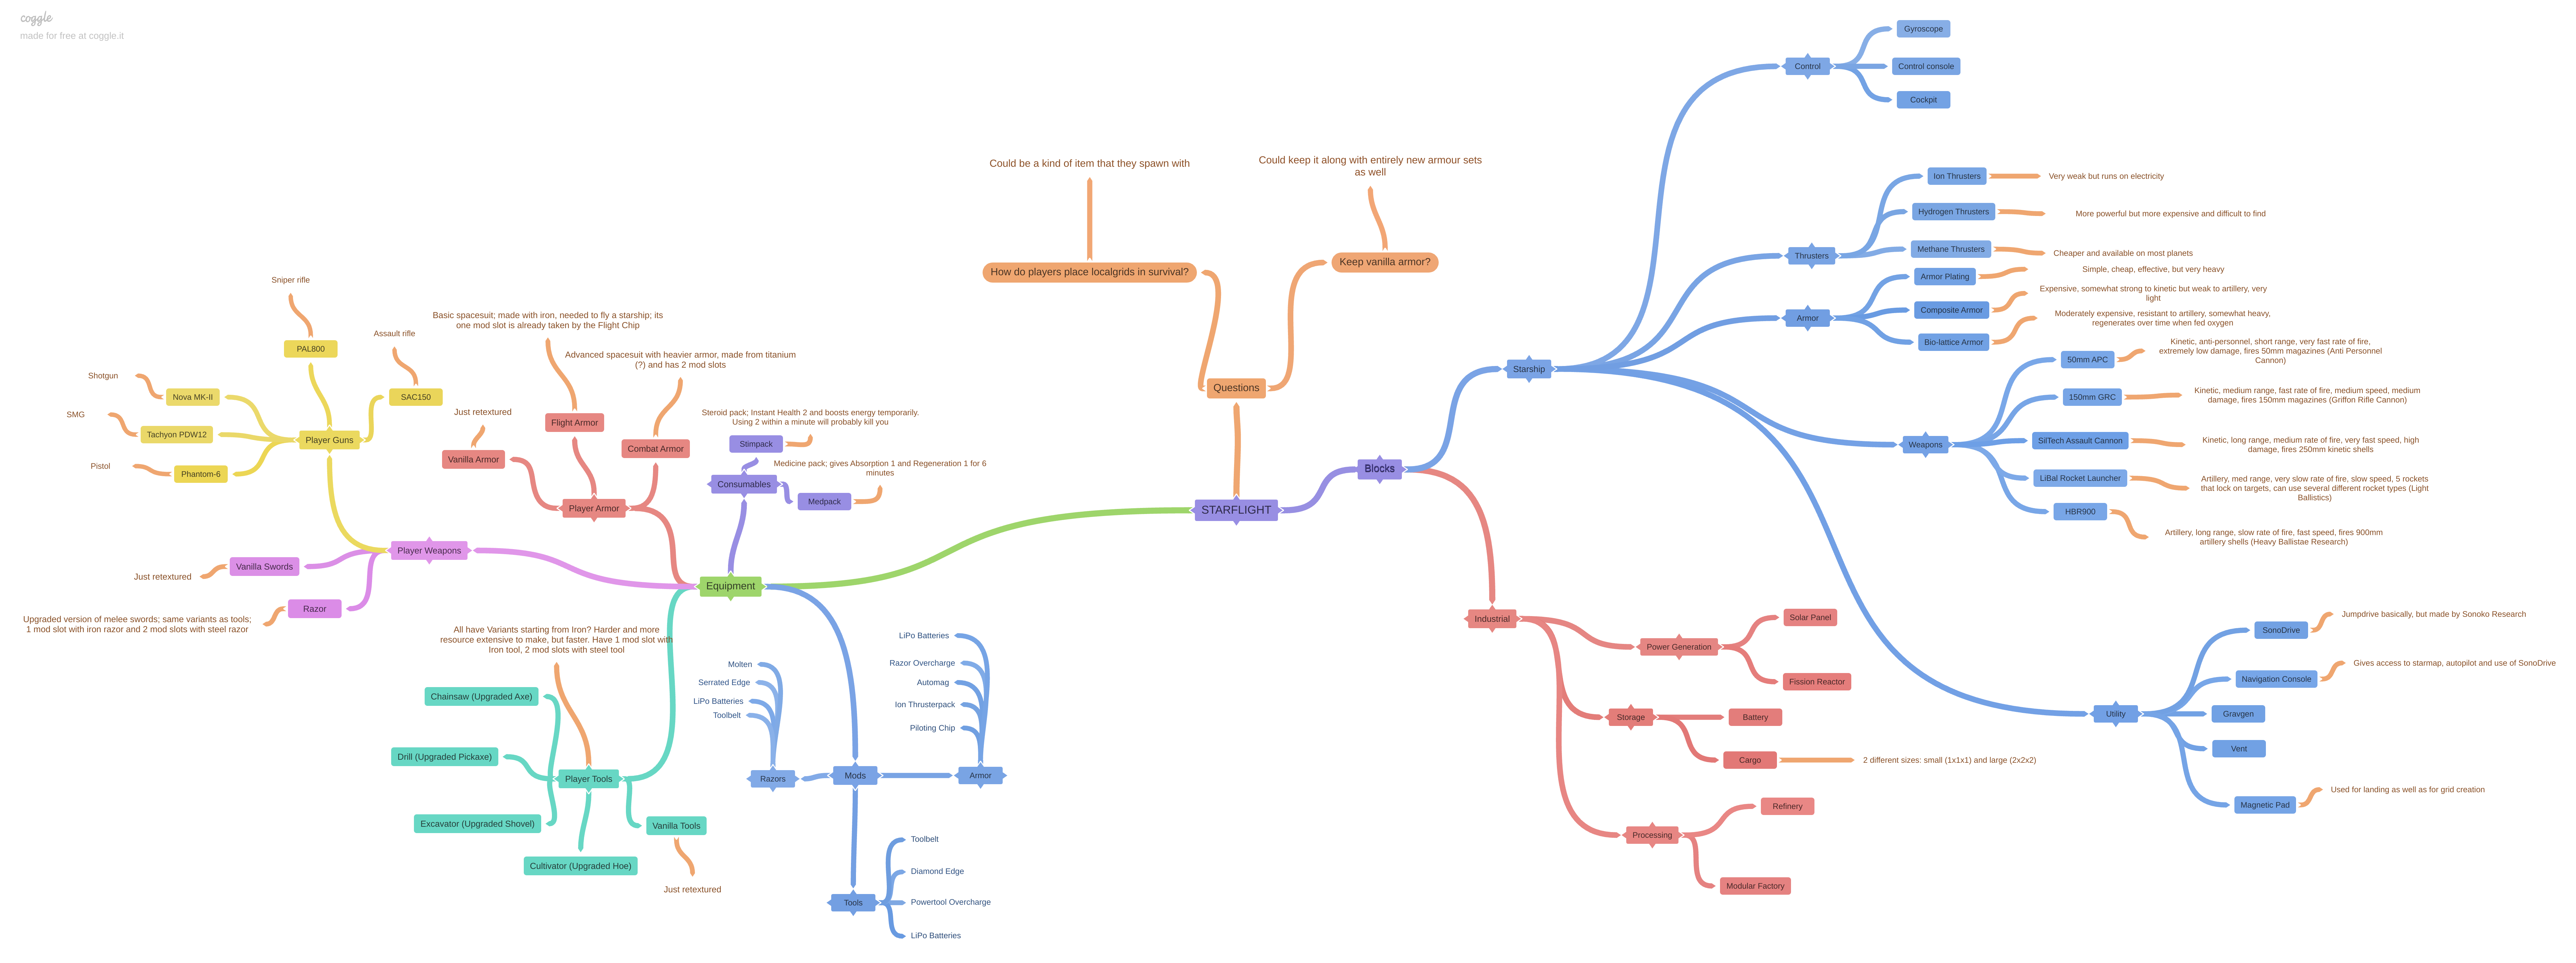 coggle
made for free at coggle.it
STARFLIGHT
Questions
How do players place localgrids in survival?
Could be a kind of item that they spawn with
Keep vanilla armor?
Could keep it along with entirely new armour sets
as well
Blocks
Starship
Control
Gyroscope
Control console
Cockpit
Thrusters
Ion Thrusters
Very weak but runs on electricity
Hydrogen Thrusters
More powerful but more expensive and difficult to find
Methane Thrusters
Cheaper and available on most planets
Armor
Armor Plating
Simple, cheap, effective, but very heavy
Composite Armor
Expensive, somewhat strong to kinetic but weak to artillery, very
light
Bio-lattice Armor
Moderately expensive, resistant to artillery, somewhat heavy,
regenerates over time when fed oxygen
Weapons
50mm APC
Kinetic, anti-personnel, short range, very fast rate of fire,
extremely low damage, fires 50mm magazines (Anti Personnel
Cannon)
150mm GRC
Kinetic, medium range, fast rate of fire, medium speed, medium
damage, fires 150mm magazines (Griffon Rifle Cannon)
SilTech Assault Cannon
Kinetic, long range, medium rate of fire, very fast speed, high
damage, fires 250mm kinetic shells
LiBal Rocket Launcher
Artillery, med range, very slow rate of fire, slow speed, 5 rockets
that lock on targets, can use several different rocket types (Light
Ballistics)
HBR900
Artillery, long range, slow rate of fire, fast speed, fires 900mm
artillery shells (Heavy Ballistae Research)
Utility
SonoDrive
Jumpdrive basically, but made by Sonoko Research
Navigation Console
Gives access to starmap, autopilot and use of SonoDrive
Gravgen
Vent
Magnetic Pad
Used for landing as well as for grid creation
Industrial
Power Generation
Solar Panel
Fission Reactor
Storage
Battery
Cargo
2 different sizes: small (1x1x1) and large (2x2x2)
Processing
Refinery
Modular Factory
Equipment
Consumables
Stimpack
Steroid pack; Instant Health 2 and boosts energy temporarily.
Using 2 within a minute will probably kill you
Medpack
Medicine pack; gives Absorption 1 and Regeneration 1 for 6
minutes
Player Armor
Vanilla Armor
Just retextured
Flight Armor
Basic spacesuit; made with iron, needed to fly a starship; its
one mod slot is already taken by the Flight Chip
Combat Armor
Advanced spacesuit with heavier armor, made from titanium
(?) and has 2 mod slots
Player Weapons
Player Guns
SAC150
Assault rifle
PAL800
Sniper rifle
Nova MK-II
Shotgun
Tachyon PDW12
SMG
Phantom-6
Pistol
Vanilla Swords
Just retextured
Razor
Upgraded version of melee swords; same variants as tools;
1 mod slot with iron razor and 2 mod slots with steel razor
Player Tools
All have Variants starting from Iron? Harder and more
resource extensive to make, but faster. Have 1 mod slot with
Iron tool, 2 mod slots with steel tool
Chainsaw (Upgraded Axe)
Drill (Upgraded Pickaxe)
Excavator (Upgraded Shovel)
Cultivator (Upgraded Hoe)
Vanilla Tools
Just retextured
Mods
Razors
Molten
Serrated Edge
LiPo Batteries
Toolbelt
Armor
LiPo Batteries
Razor Overcharge
Automag
Ion Thrusterpack
Piloting Chip
Tools
Toolbelt
Diamond Edge
Powertool Overcharge
LiPo Batteries